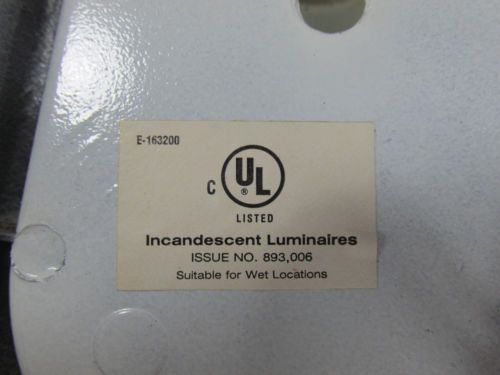 E-163200
C UL ®
LISTED
Incandescent Luminaires
ISSUE NO. 893,006
Suitable for Wet Locations